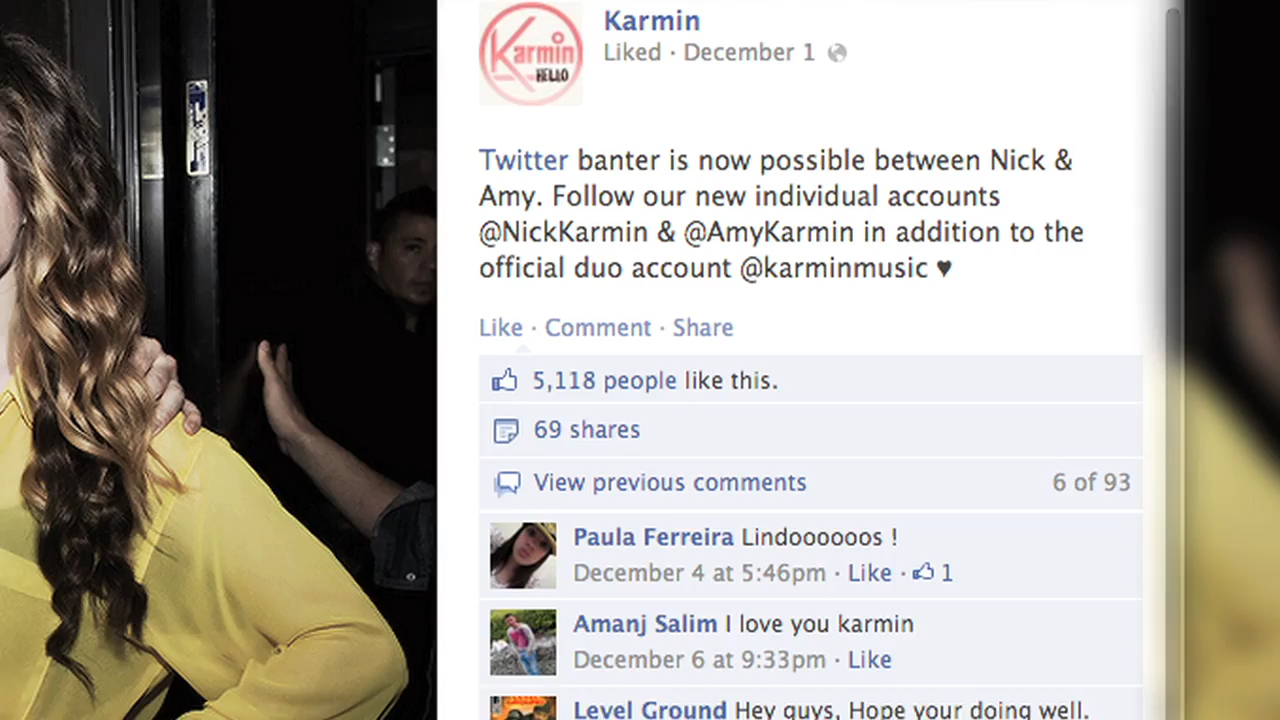 Karmin
HELLO
Karmin
Liked · December 1
Twitter banter is now possible between Nick &
Amy. Follow our new individual accounts
@NickKarmin & @AmyKarmin in addition to the
official duo account @karminmusic ♥
Like · Comment · Share
5,118 people like this.
69 shares
View previous comments 6 of 93
Paula Ferreira Lindoooooos !
December 4 at 5:46pm · Like · 1
Amanj Salim I love you karmin
December 6 at 9:33pm · Like
Level Ground Hey guys, Hope your doing well.